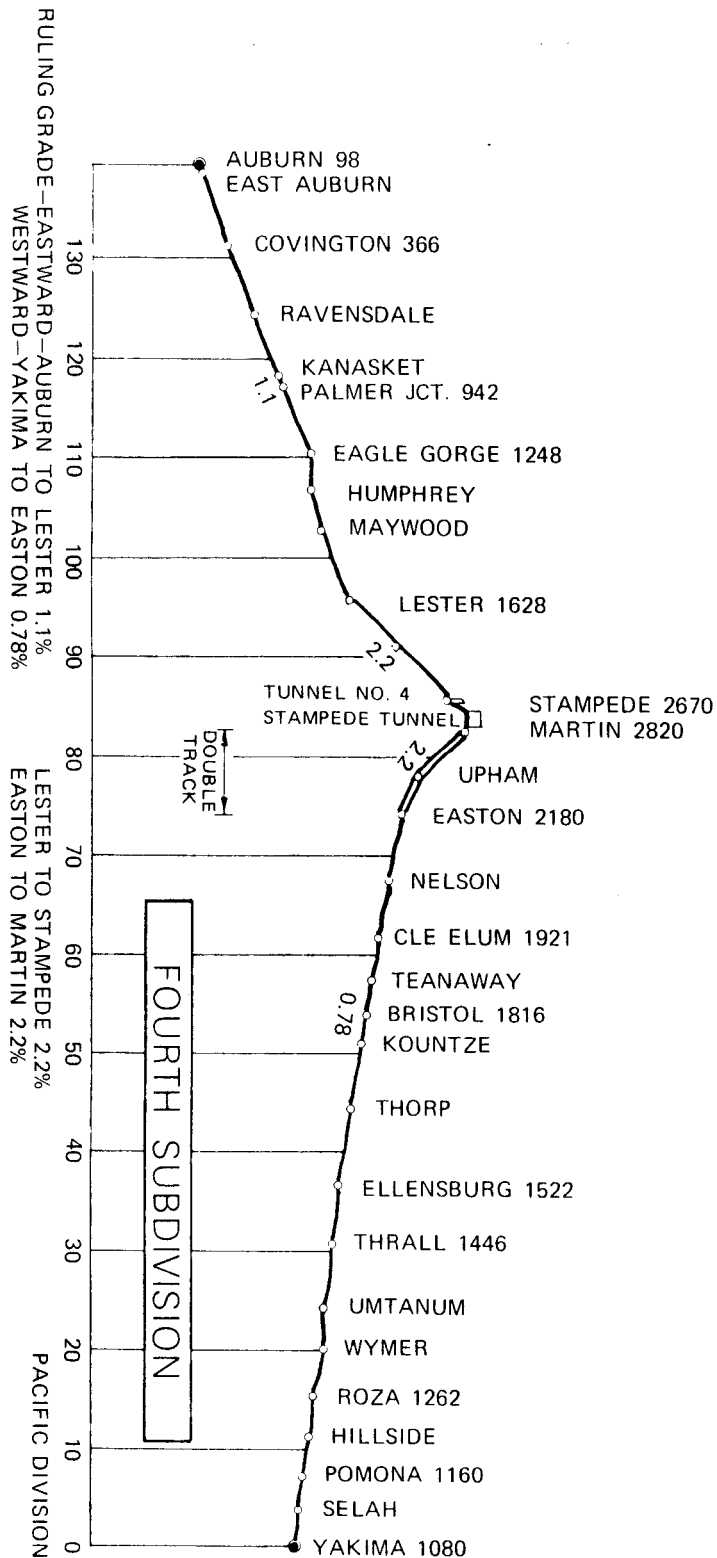 AUBURN 98
EAST AUBURN
COVINGTON 366
RAVENSDALE
KANASKET
PALMER JCT. 942
1.1
EAGLE GORGE 1248
HUMPHREY
MAYWOOD
LESTER 1628
2.2
TUNNEL NO. 4
STAMPEDE TUNNEL
STAMPEDE 2670
MARTIN 2820
2.2
DOUBLE
TRACK
UPHAM
EASTON 2180
NELSON
CLE ELUM 1921
TEANAWAY
BRISTOL 1816
0.78
KOUNTZE
THORP
ELLENSBURG 1522
THRALL 1446
UMTANUM
WYMER
ROZA 1262
HILLSIDE
POMONA 1160
SELAH
YAKIMA 1080
FOURTH SUBDIVISION
130
120
110
100
90
80
70
60
50
40
30
20
10
0
PACIFIC DIVISION
RULING GRADE—EASTWARD—AUBURN TO LESTER 1.1%
WESTWARD—YAKIMA TO EASTON 0.78%
LESTER TO STAMPEDE 2.2%
EASTON TO MARTIN 2.2%